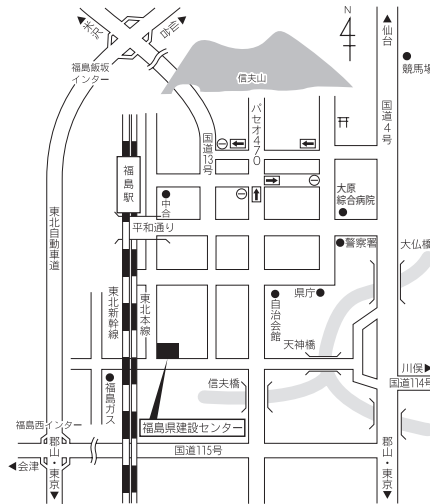 米沢
仙台
福島飯坂
インター
信夫山
N
4
仙台
競馬場
国道4号
国道13号
パセオ470
福島駅
中合
平和通り
大原
綜合病院
警察署
大仏橋
東北自動車道
東北新幹線
東北本線
自治会館
県庁
天神橋
川俣
国道114号
福島ガス
信夫橋
福島県建設センター
福島西インター
国道115号
会津
郡山・東京
郡山・東京